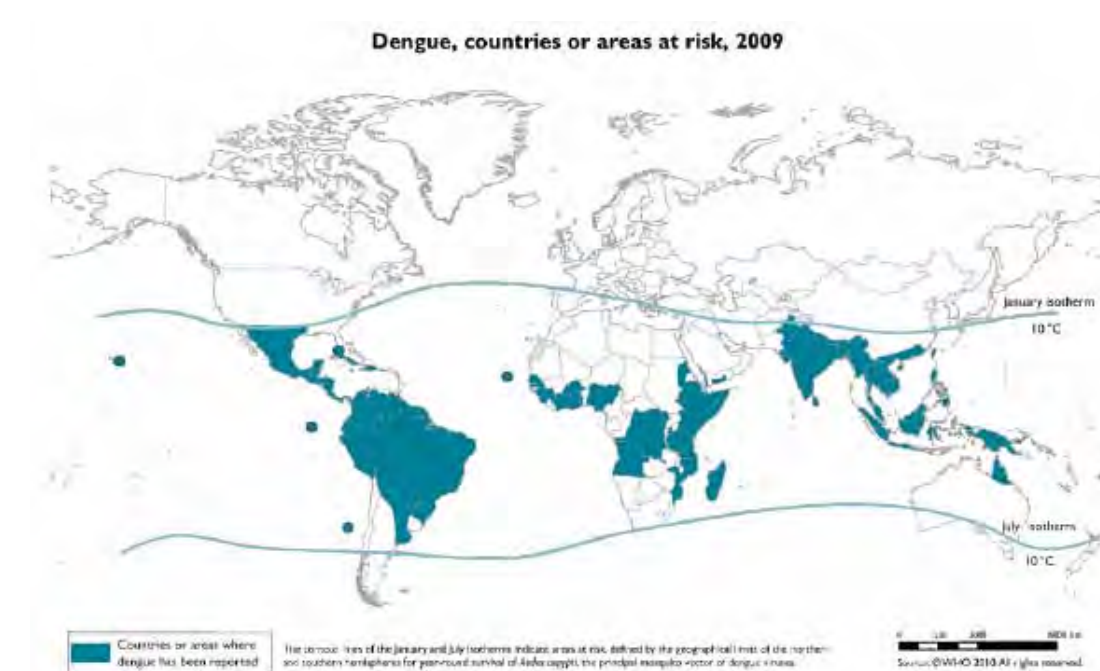 Dengue, countries or areas at risk, 2009
January isotherm
10°C
July isotherm
10°C
Countries or areas where
dengue has been reported
The contour lines of the January and July isotherms indicate areas at risk, defined by the geographical limits of the northern
and southern hemispheres for year-round survival of Aedes aegypti, the principal mosquito vector of dengue viruses.
0
Source: ©WHO 2010. All rights reserved.